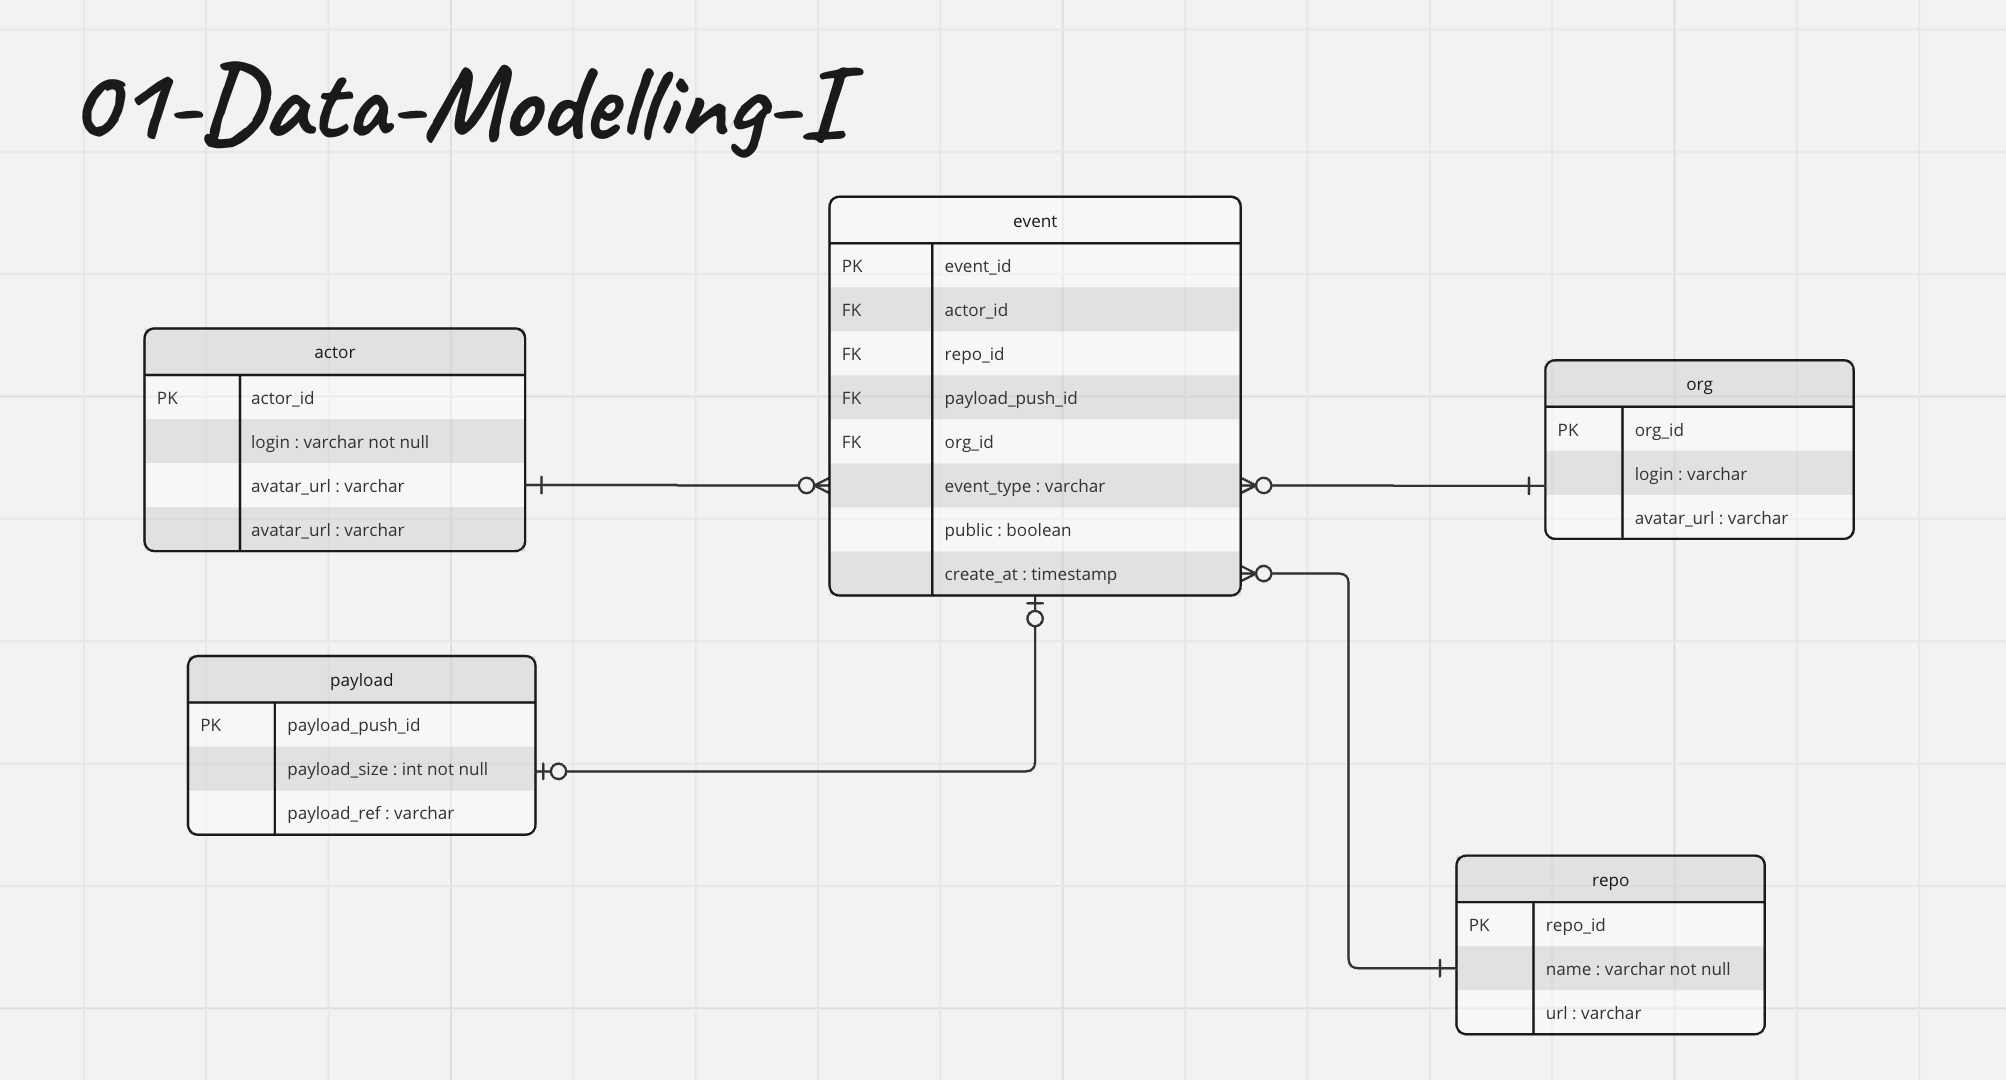 01-Data-Modelling-I
event
PK event_id
FK actor_id
FK repo_id
FK payload_push_id
FK org_id
event_type : varchar
public : boolean
create_at : timestamp
actor
PK actor_id
login : varchar not null
avatar_url : varchar
avatar_url : varchar
org
PK org_id
login : varchar
avatar_url : varchar
payload
PK payload_push_id
payload_size : int not null
payload_ref : varchar
repo
PK repo_id
name : varchar not null
url : varchar